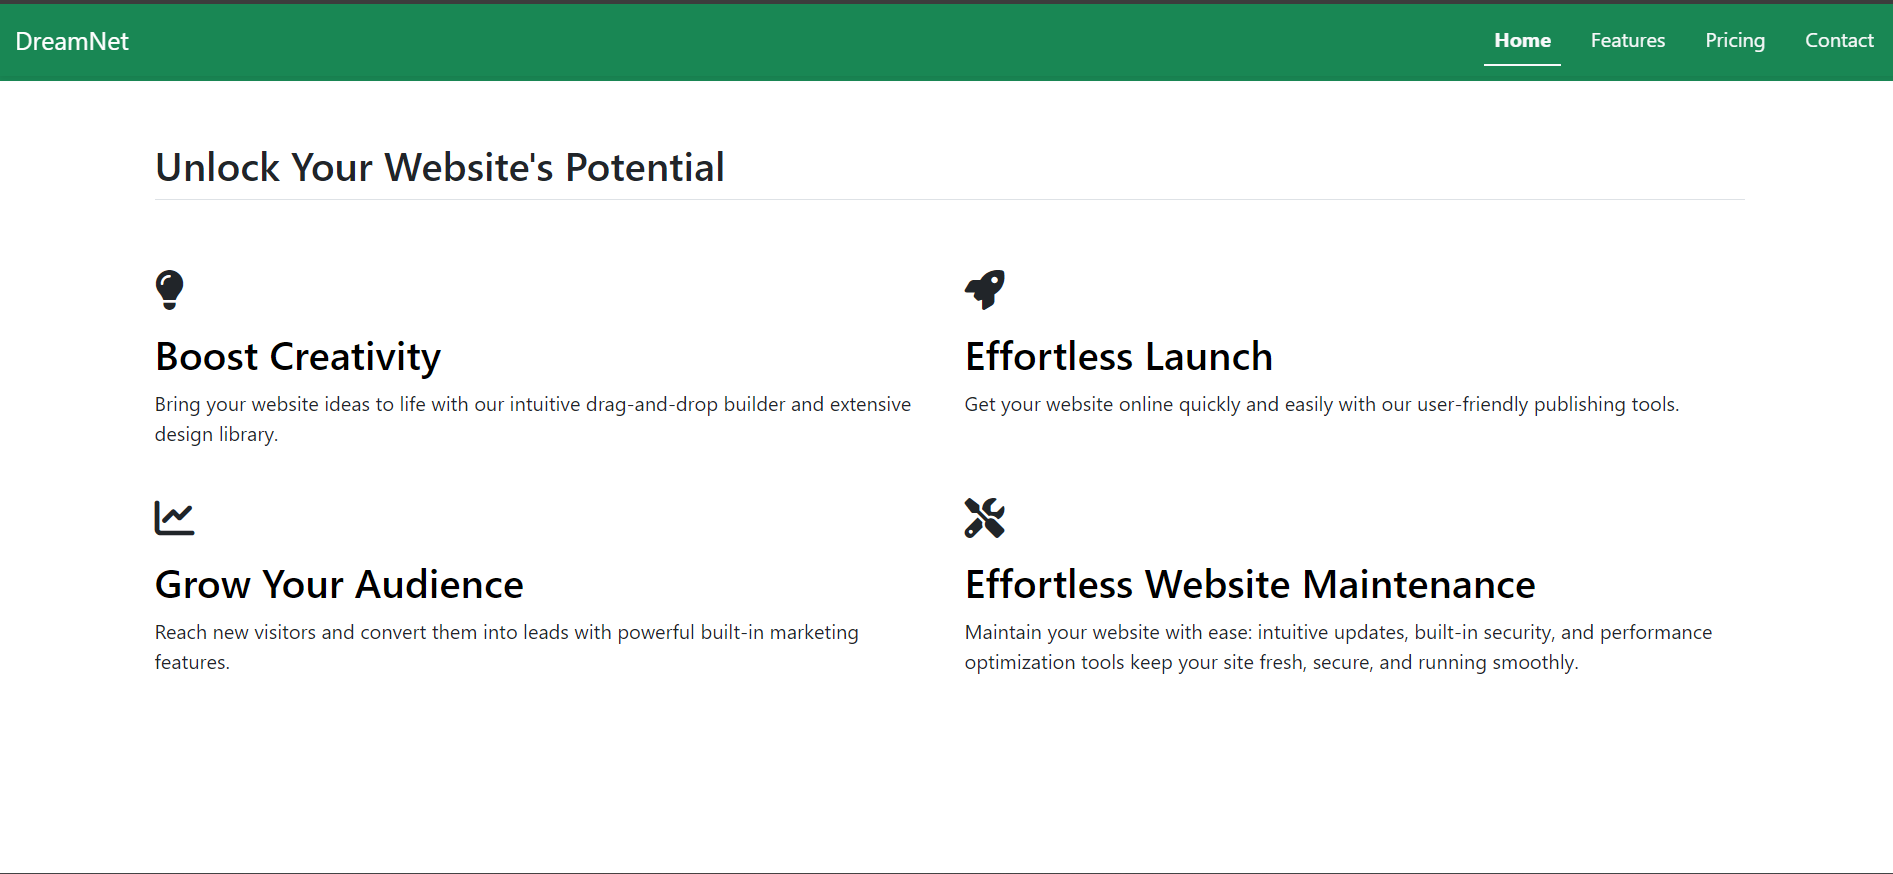 DreamNet
Home Features Pricing Contact
Unlock Your Website's Potential
Boost Creativity
Bring your website ideas to life with our intuitive drag-and-drop builder and extensive
design library.
Effortless Launch
Get your website online quickly and easily with our user-friendly publishing tools.
Grow Your Audience
Reach new visitors and convert them into leads with powerful built-in marketing
features.
Effortless Website Maintenance
Maintain your website with ease: intuitive updates, built-in security, and performance
optimization tools keep your site fresh, secure, and running smoothly.